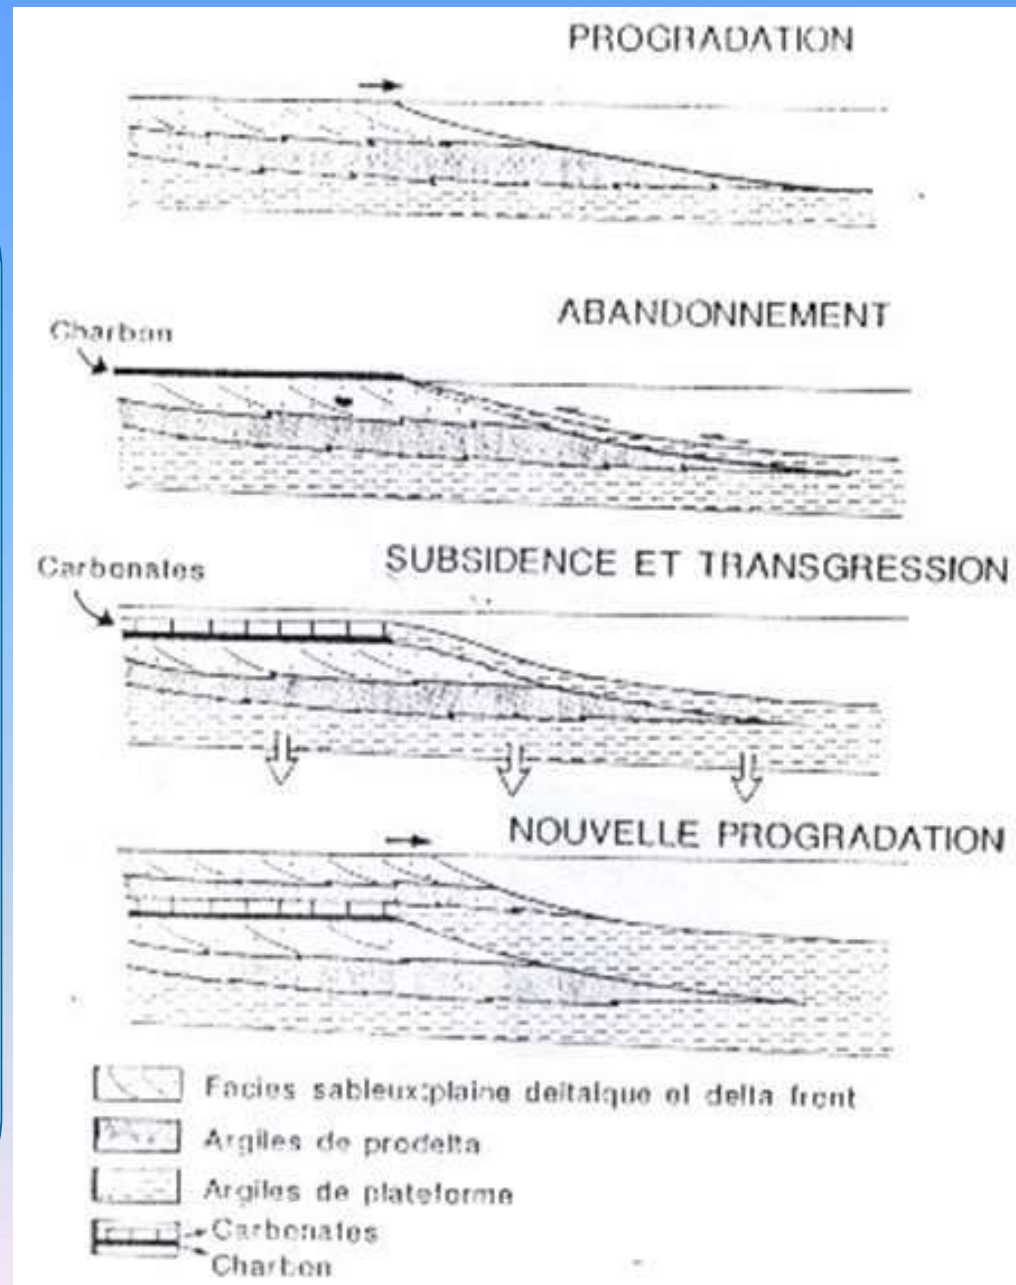 PROGRADATION
ABANDONNEMENT
Charbon
SUBSIDENCE ET TRANSGRESSION
Carbonates
NOUVELLE PROGRADATION
Facies sableux:plaine deltaïque et delta front
Argiles de prodelta
Argiles de plateforme
Carbonates
Charbon